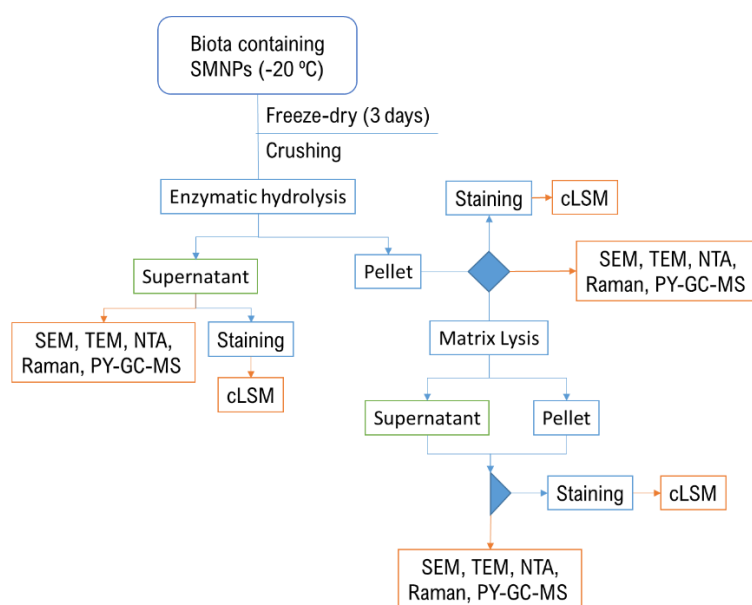 Biota containing
SMNPs (-20 ºC)
Freeze-dry (3 days)
Crushing
Enzymatic hydrolysis
Staining
cLSM
Supernatant
Pellet
SEM, TEM, NTA,
Raman, PY-GC-MS
SEM, TEM, NTA,
Raman, PY-GC-MS
Staining
Matrix Lysis
cLSM
Supernatant
Pellet
Staining
cLSM
SEM, TEM, NTA,
Raman, PY-GC-MS